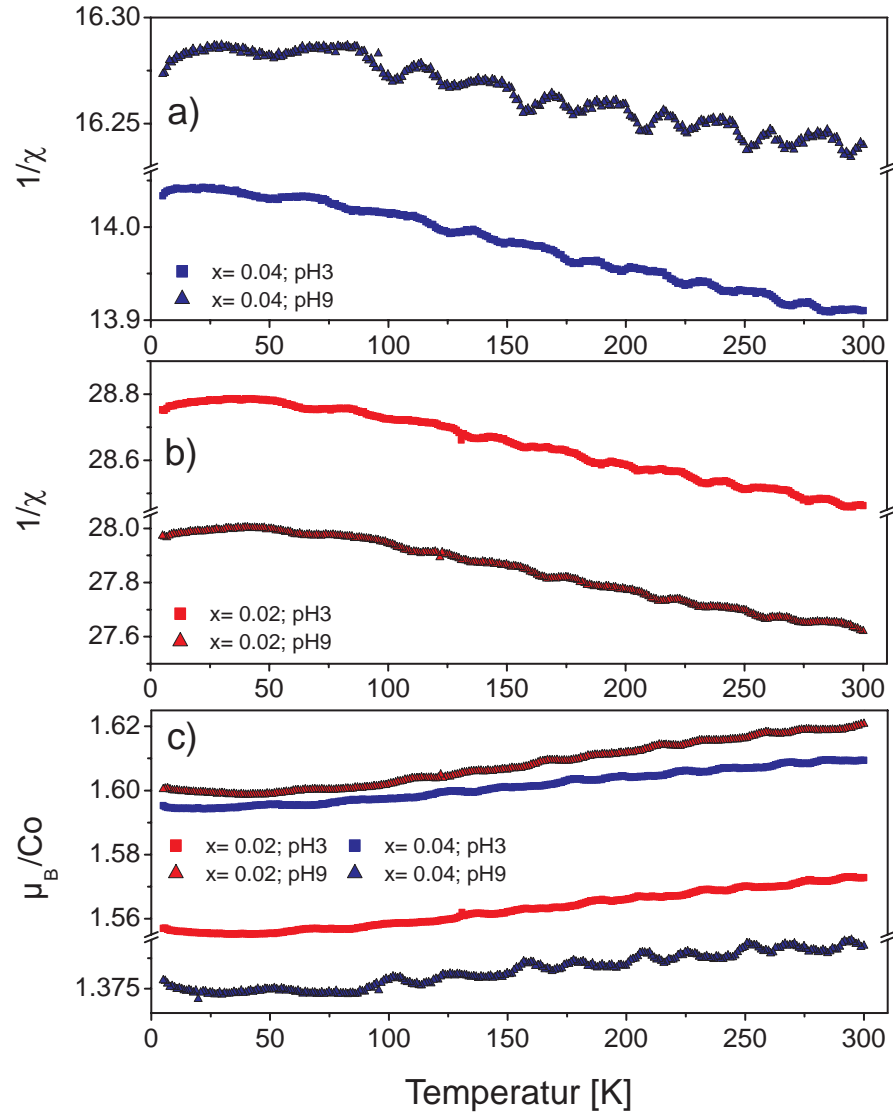 16.30
a)
16.25
1/χ
14.0
x= 0.04; pH3
x= 0.04; pH9
13.9
0 50 100 150 200 250 300
28.8
b)
28.6
1/χ
28.0
27.8
x= 0.02; pH3
27.6
x= 0.02; pH9
0 50 100 150 200 250 300
1.62
c)
1.60
μB/Co
x= 0.02; pH3 x= 0.04; pH3
x= 0.02; pH9 x= 0.04; pH9
1.58
1.56
1.375
0 50 100 150 200 250 300
Temperatur [K]